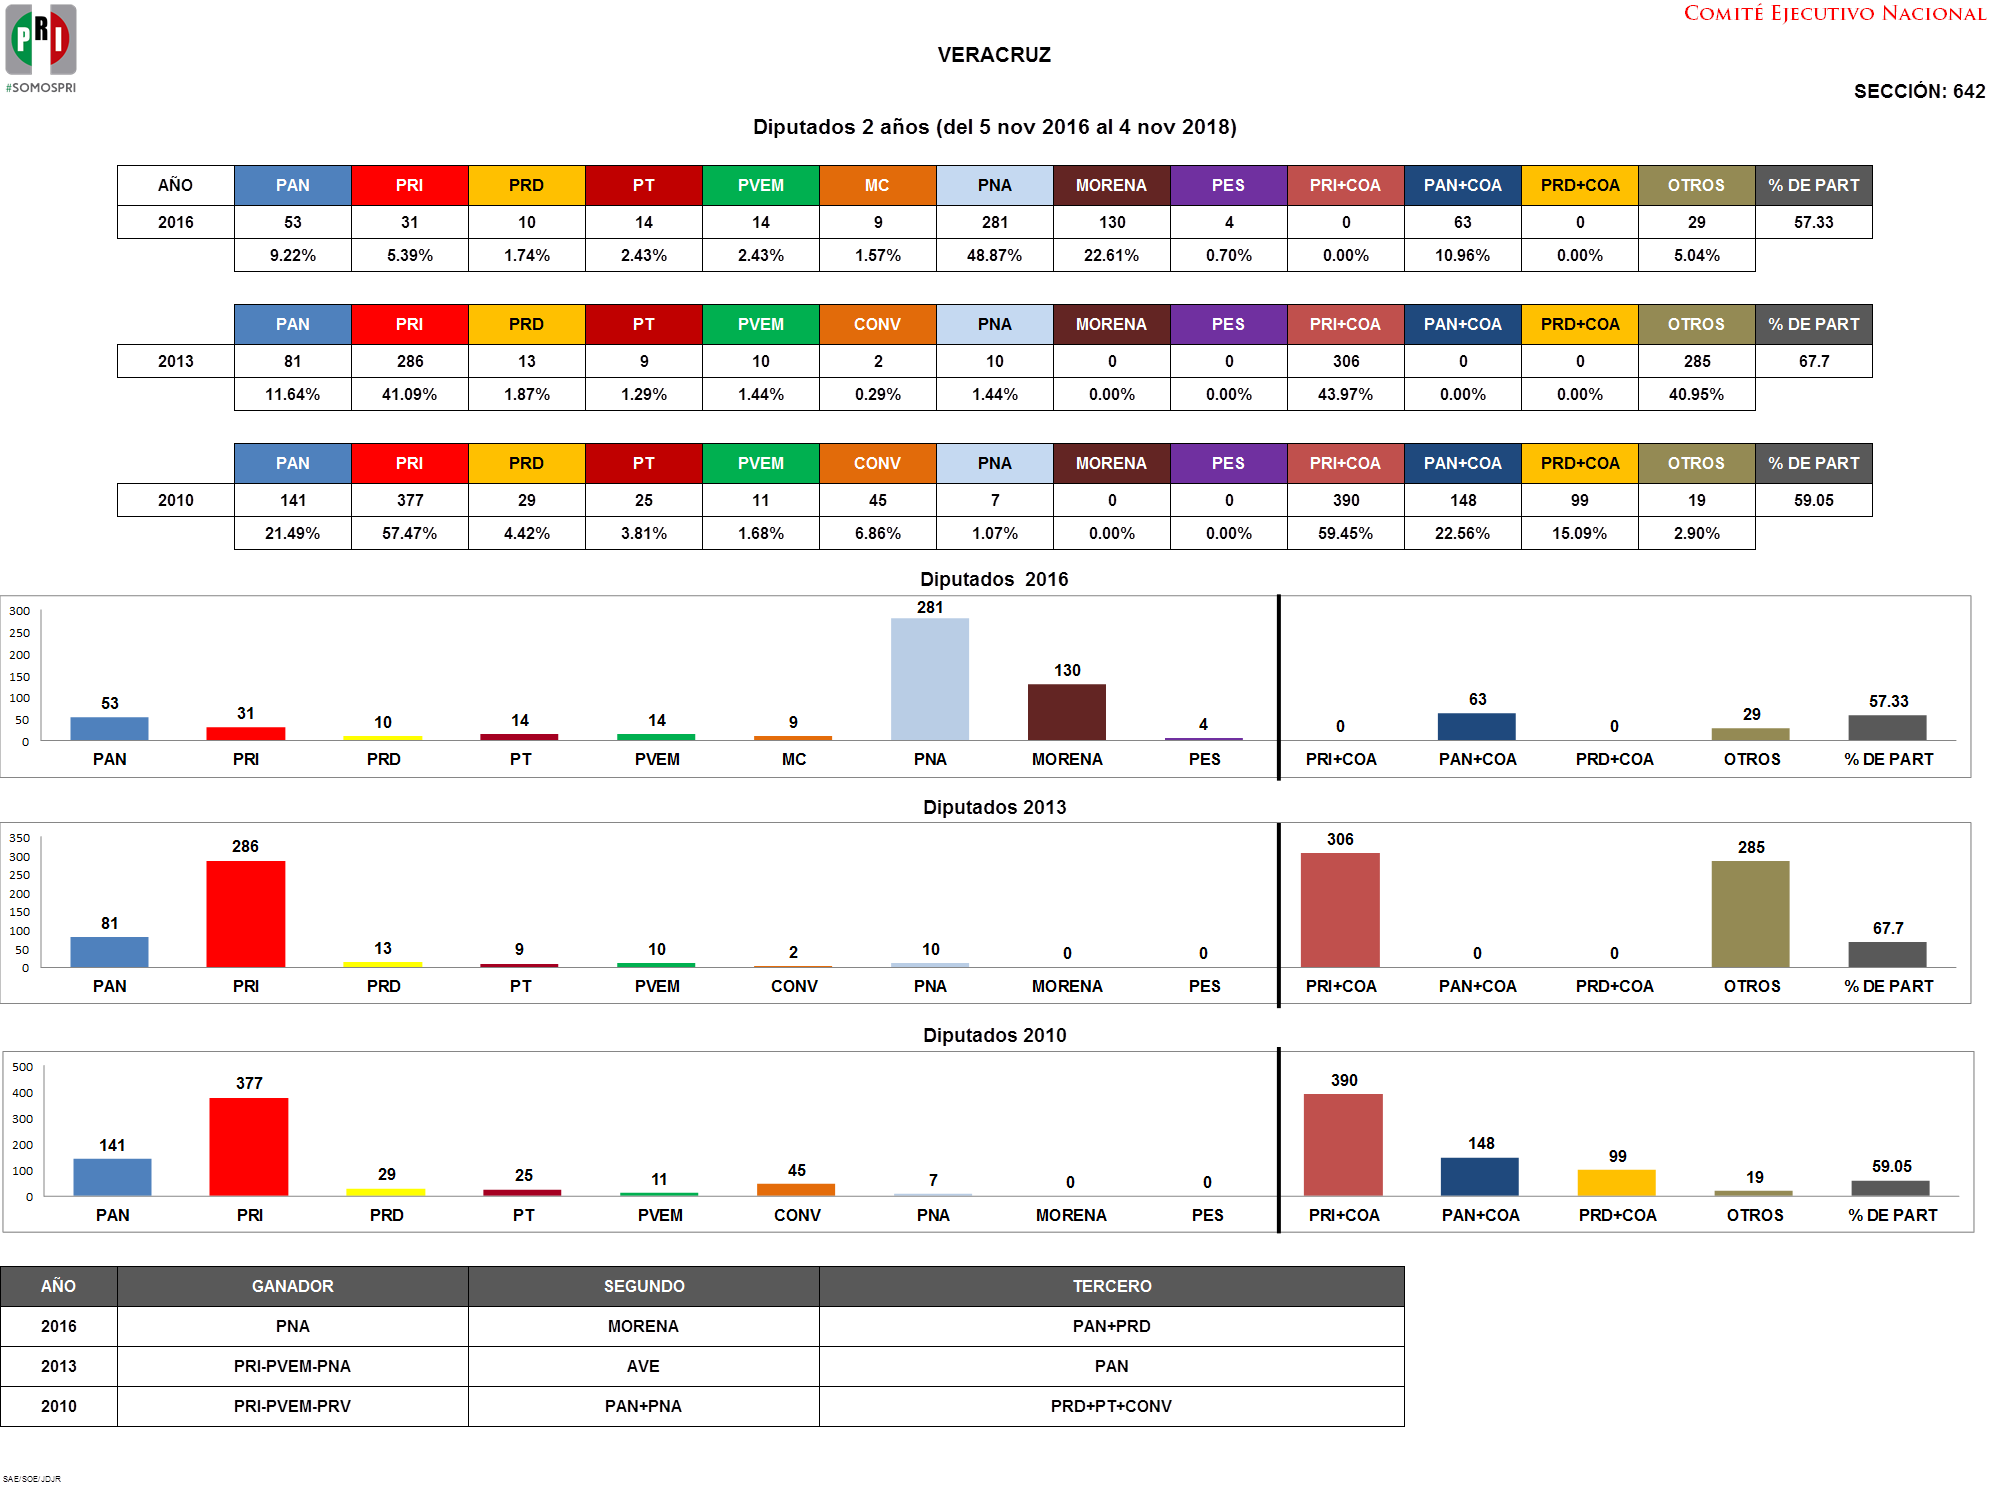 PRI
#SOMOSPRI
COMITÉ EJECUTIVO NACIONAL
VERACRUZ
SECCIÓN: 642
Diputados 2 años (del 5 nov 2016 al 4 nov 2018)
AÑO PAN PRI PRD PT PVEM MC PNA MORENA PES PRI+COA PAN+COA PRD+COA OTROS % DE PART
2016 53 31 10 14 14 9 281 130 4 0 63 0 29 57.33
9.22% 5.39% 1.74% 2.43% 2.43% 1.57% 48.87% 22.61% 0.70% 0.00% 10.96% 0.00% 5.04%
PAN PRI PRD PT PVEM CONV PNA MORENA PES PRI+COA PAN+COA PRD+COA OTROS % DE PART
2013 81 286 13 9 10 2 10 0 0 306 0 0 285 67.7
11.64% 41.09% 1.87% 1.29% 1.44% 0.29% 1.44% 0.00% 0.00% 43.97% 0.00% 0.00% 40.95%
PAN PRI PRD PT PVEM CONV PNA MORENA PES PRI+COA PAN+COA PRD+COA OTROS % DE PART
2010 141 377 29 25 11 45 7 0 0 390 148 99 19 59.05
21.49% 57.47% 4.42% 3.81% 1.68% 6.86% 1.07% 0.00% 0.00% 59.45% 22.56% 15.09% 2.90%
Diputados 2016
300
250
200
150
100
50
0
53 31 10 14 14 9 281 130 4 0 63 0 29 57.33
PAN PRI PRD PT PVEM MC PNA MORENA PES PRI+COA PAN+COA PRD+COA OTROS % DE PART
Diputados 2013
350
300
250
200
150
100
50
0
81 286 13 9 10 2 10 0 0 306 0 0 285 67.7
PAN PRI PRD PT PVEM CONV PNA MORENA PES PRI+COA PAN+COA PRD+COA OTROS % DE PART
Diputados 2010
500
400
300
200
100
0
141 377 29 25 11 45 7 0 0 390 148 99 19 59.05
PAN PRI PRD PT PVEM CONV PNA MORENA PES PRI+COA PAN+COA PRD+COA OTROS % DE PART
AÑO GANADOR SEGUNDO TERCERO
2016 PNA MORENA PAN+PRD
2013 PRI-PVEM-PNA AVE PAN
2010 PRI-PVEM-PRV PAN+PNA PRD+PT+CONV
SAE/SOE/JDJR